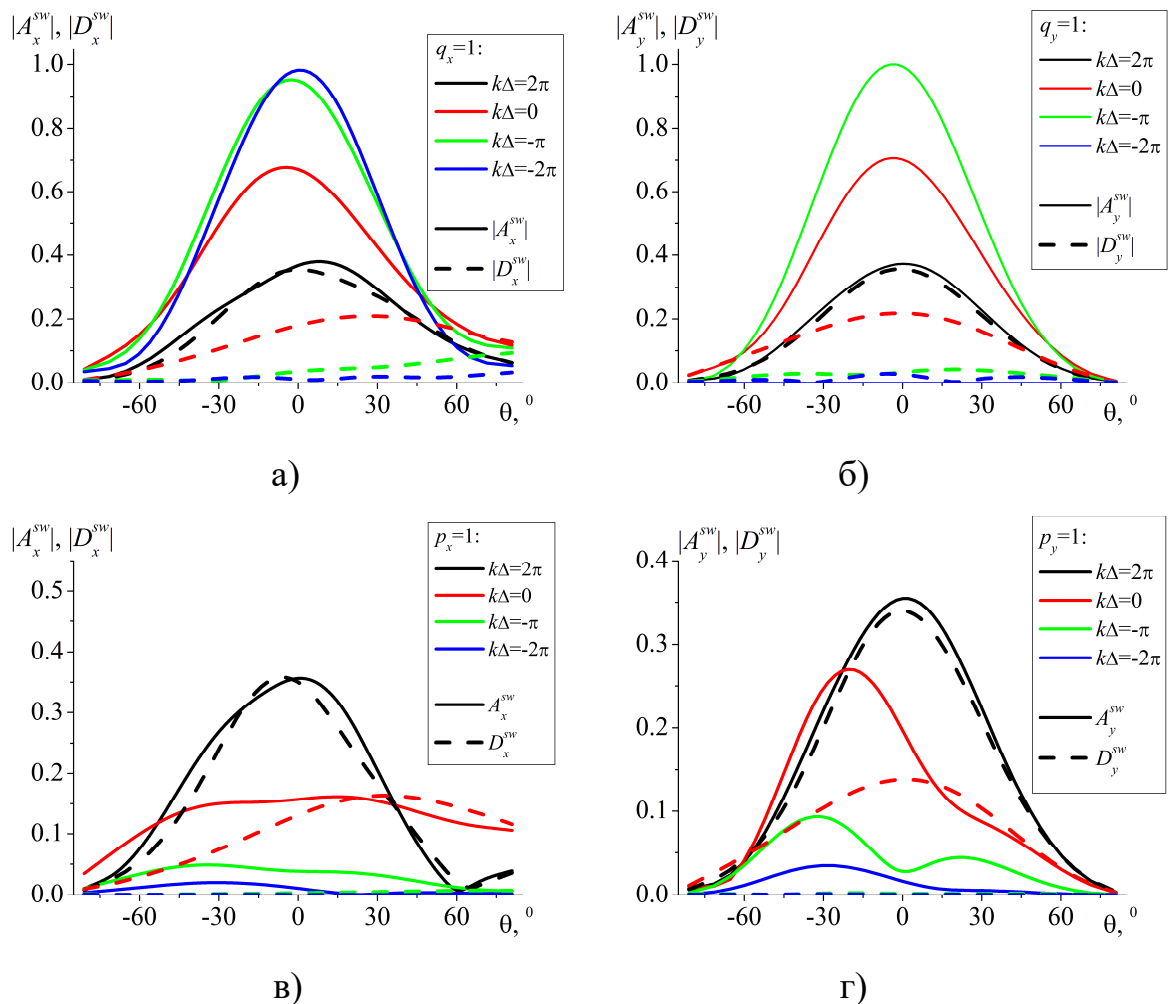 |A_x^{sw}|, |D_x^{sw}|
q_x=1:
kΔ=2π
kΔ=0
kΔ=-π
kΔ=-2π
|A_x^{sw}|
|D_x^{sw}|
1.0
0.8
0.6
0.4
0.2
0.0
-60 -30 0 30 60 θ, ⁰
а)
|A_y^{sw}|, |D_y^{sw}|
q_y=1:
kΔ=2π
kΔ=0
kΔ=-π
kΔ=-2π
|A_y^{sw}|
|D_y^{sw}|
1.0
0.8
0.6
0.4
0.2
0.0
-60 -30 0 30 60 θ, ⁰
б)
|A_x^{sw}|, |D_x^{sw}|
p_x=1:
kΔ=2π
kΔ=0
kΔ=-π
kΔ=-2π
A_x^{sw}
D_x^{sw}
0.5
0.4
0.3
0.2
0.1
0.0
-60 -30 0 30 60 θ, ⁰
в)
|A_y^{sw}|, |D_y^{sw}|
p_y=1:
kΔ=2π
kΔ=0
kΔ=-π
kΔ=-2π
A_y^{sw}
D_y^{sw}
0.4
0.3
0.2
0.1
0.0
-60 -30 0 30 60 θ, ⁰
г)